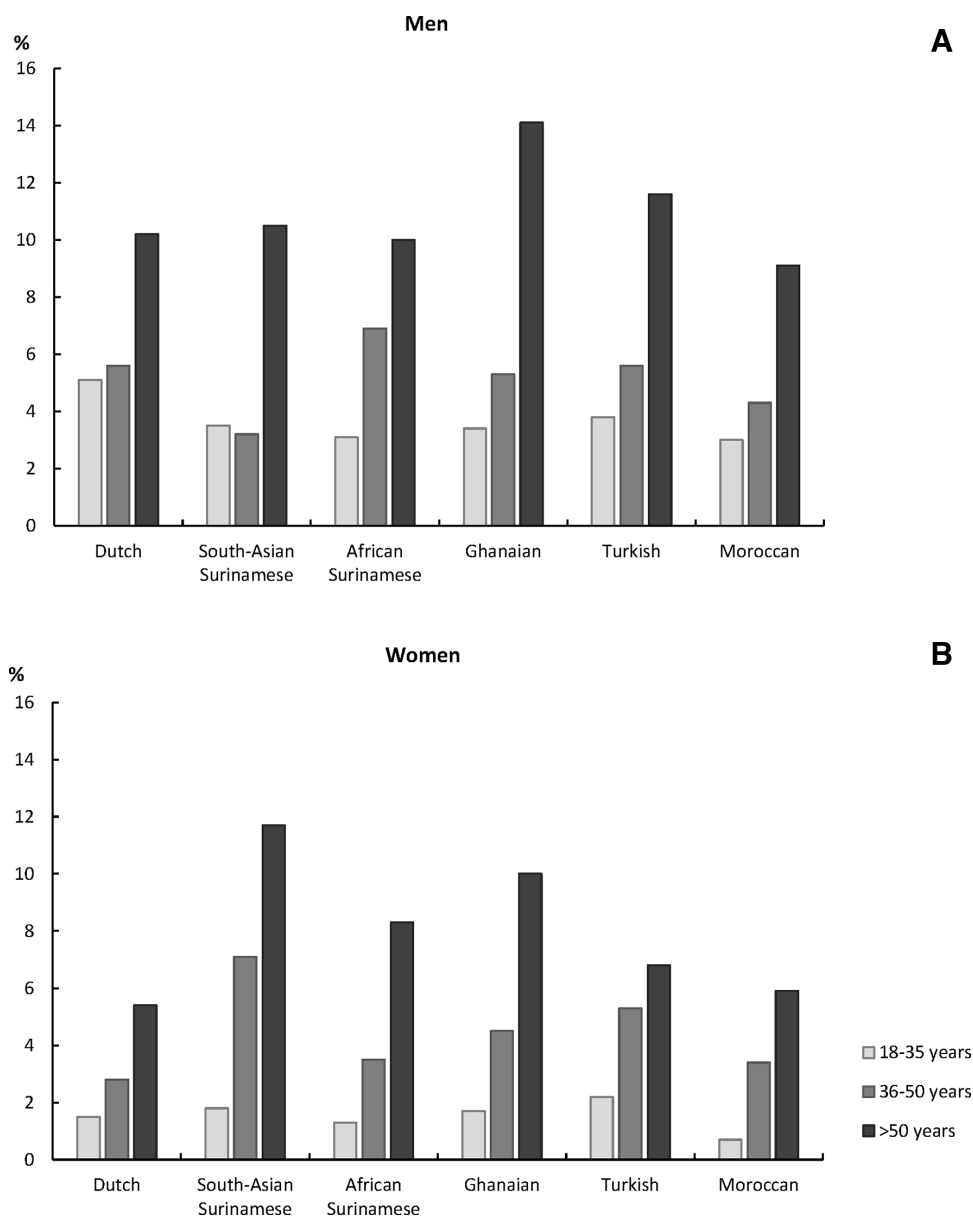 Men
A
%
16
14
12
10
8
6
4
2
0
Dutch
South-Asian
Surinamese
African
Surinamese
Ghanaian
Turkish
Moroccan
Women
B
%
16
14
12
10
8
6
4
2
0
Dutch
South-Asian
Surinamese
African
Surinamese
Ghanaian
Turkish
Moroccan
18-35 years
36-50 years
>50 years